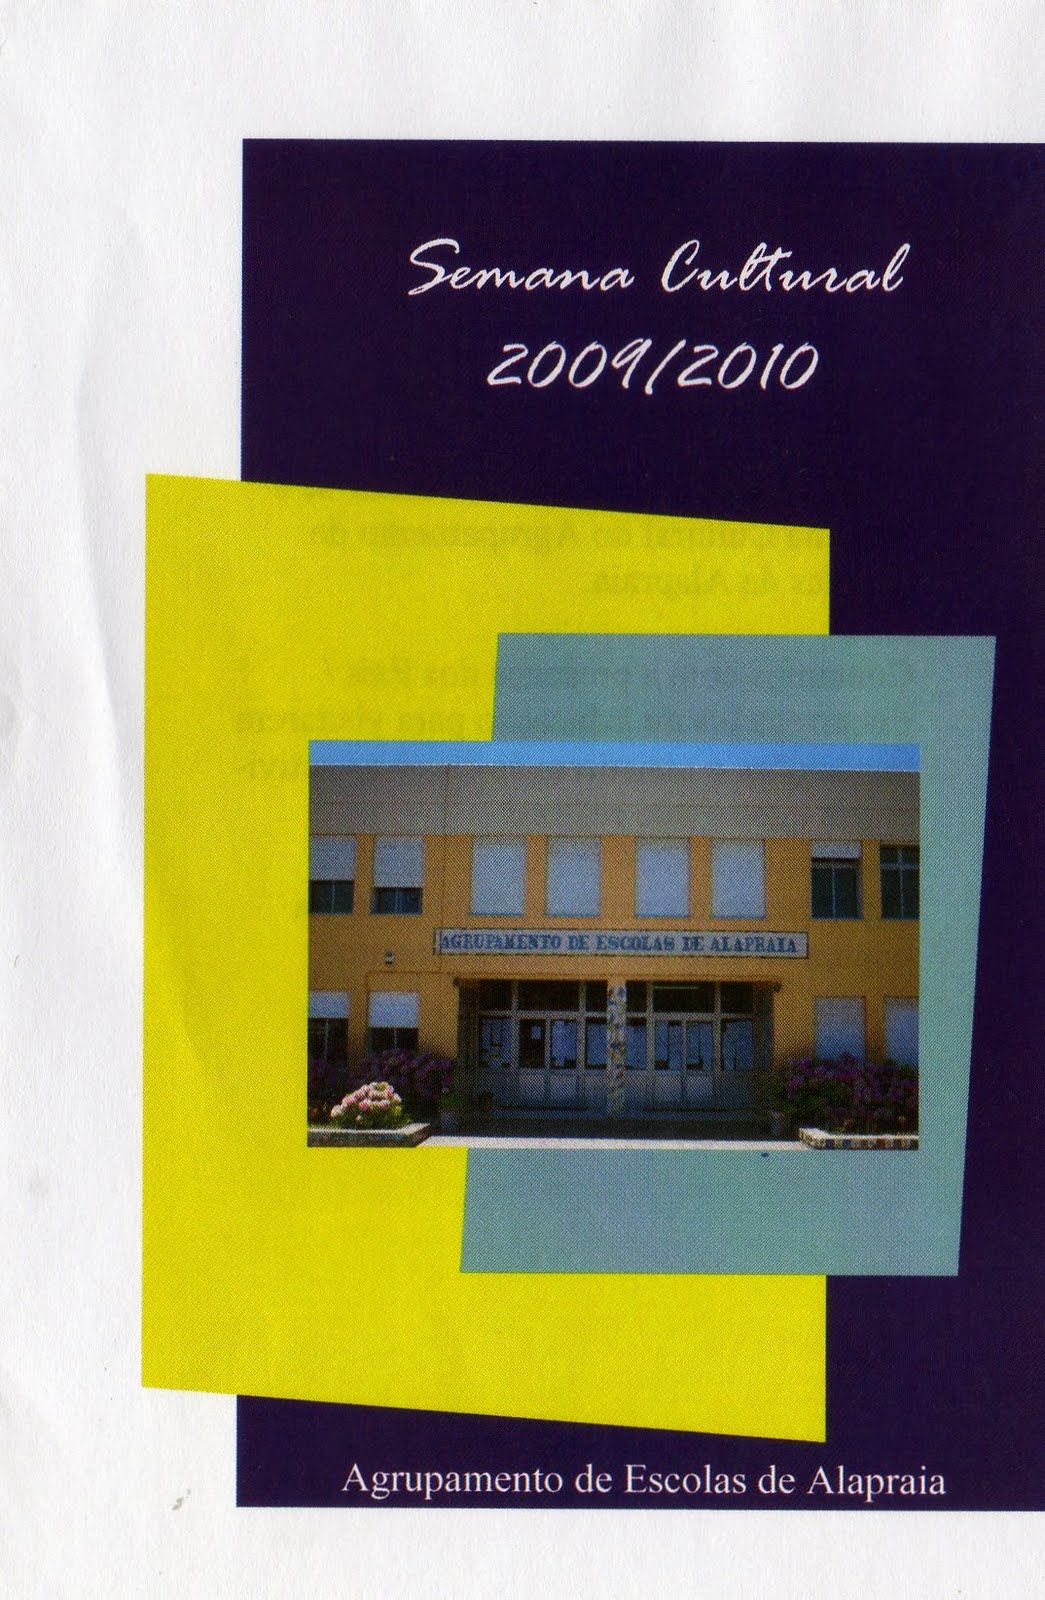 Semana Cultural
2009/2010
AGRUPAMENTO DE ESCOLAS DE ALAPRAIA
Agrupamento de Escolas de Alapraia